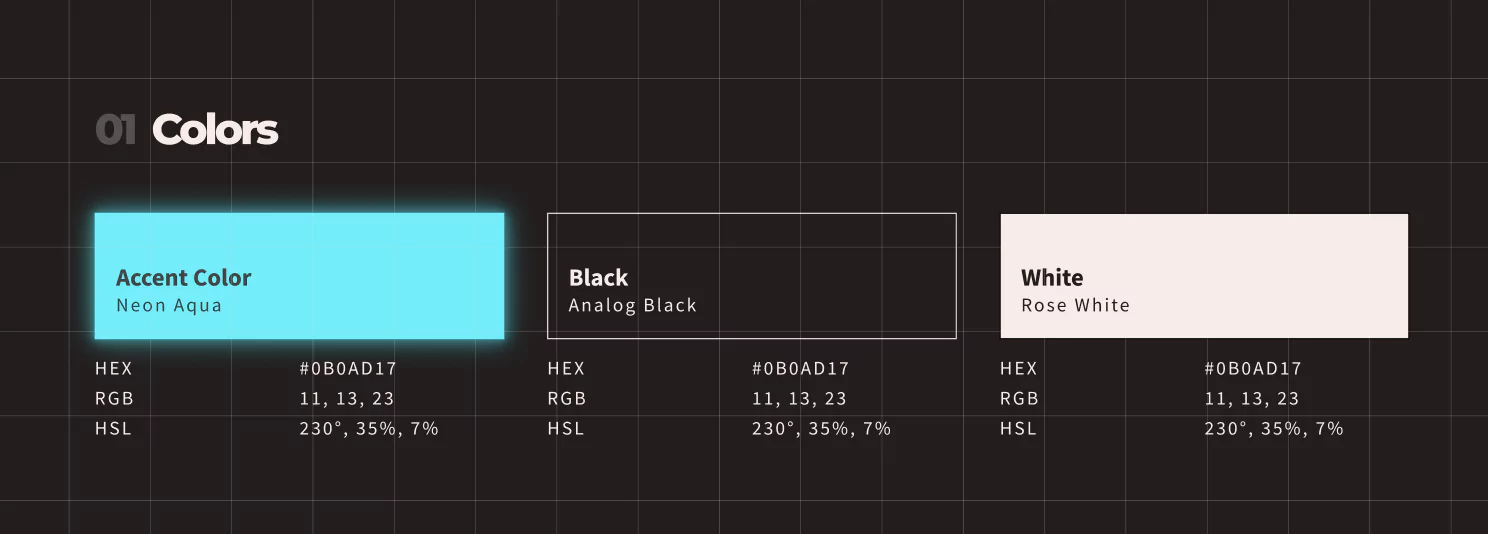 01 Colors
Accent Color
Neon Aqua
HEX #0B0AD17
RGB 11, 13, 23
HSL 230°, 35%, 7%
Black
Analog Black
HEX #0B0AD17
RGB 11, 13, 23
HSL 230°, 35%, 7%
White
Rose White
HEX #0B0AD17
RGB 11, 13, 23
HSL 230°, 35%, 7%